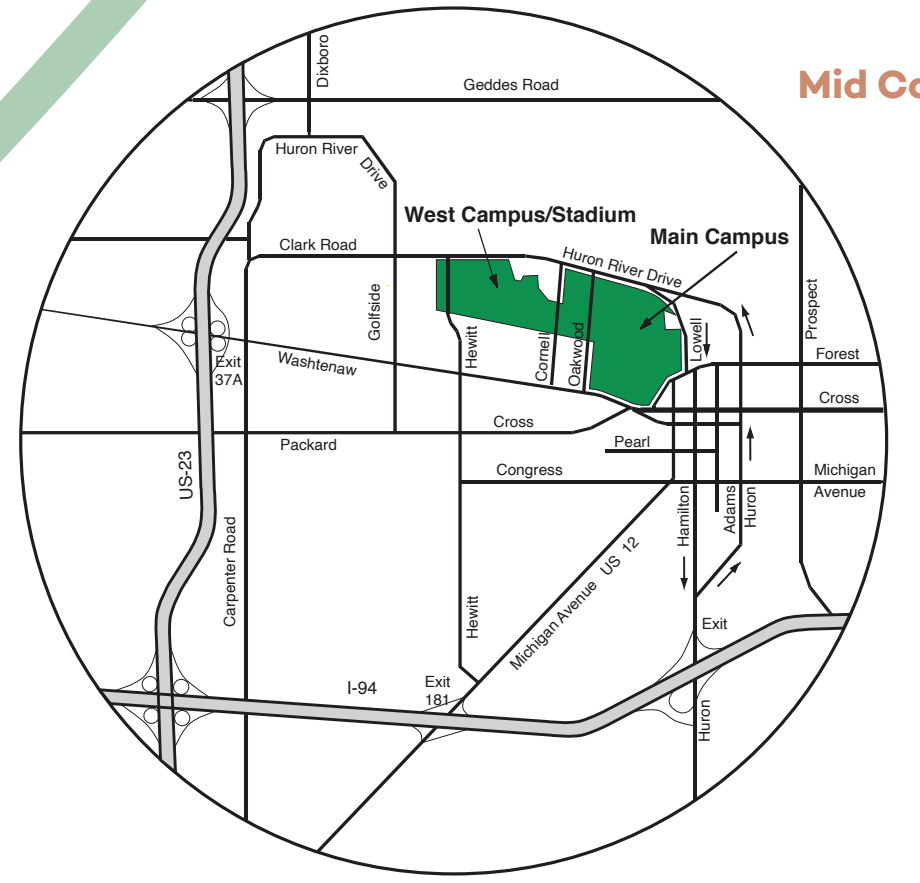 Dixboro
Geddes Road
Mid Co
Huron River
Drive
West Campus/Stadium
Main Campus
Clark Road
Huron River Drive
Prospect
Golfside
Hewitt
Cornell
Oakwood
Lowell
Exit
37A
Washtenaw
Forest
Cross
Cross
Packard
Pearl
Congress
Michigan
Avenue
US-23
Carpenter Road
Hamilton
Adams
Huron
Michigan Avenue US 12
Hewitt
Exit
I-94
Exit
181
Huron